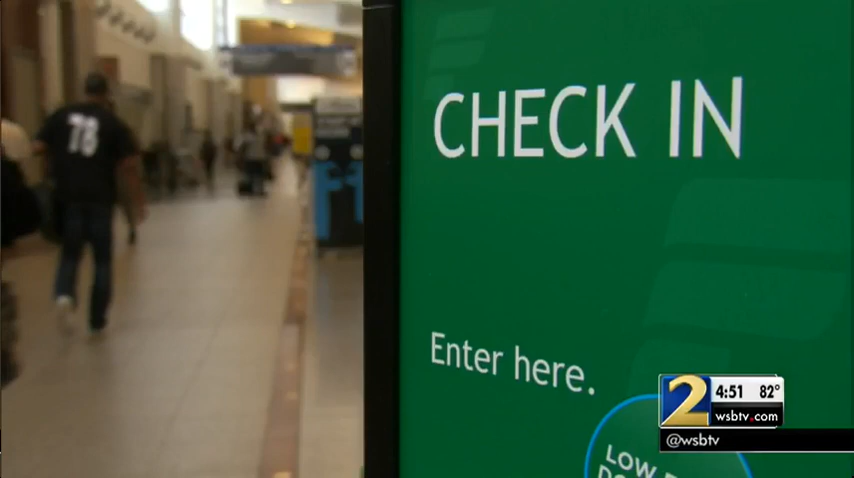 78
CHECK IN
Enter here.
LOW
2
4:51 82°
wsbtv.com
@wsbtv